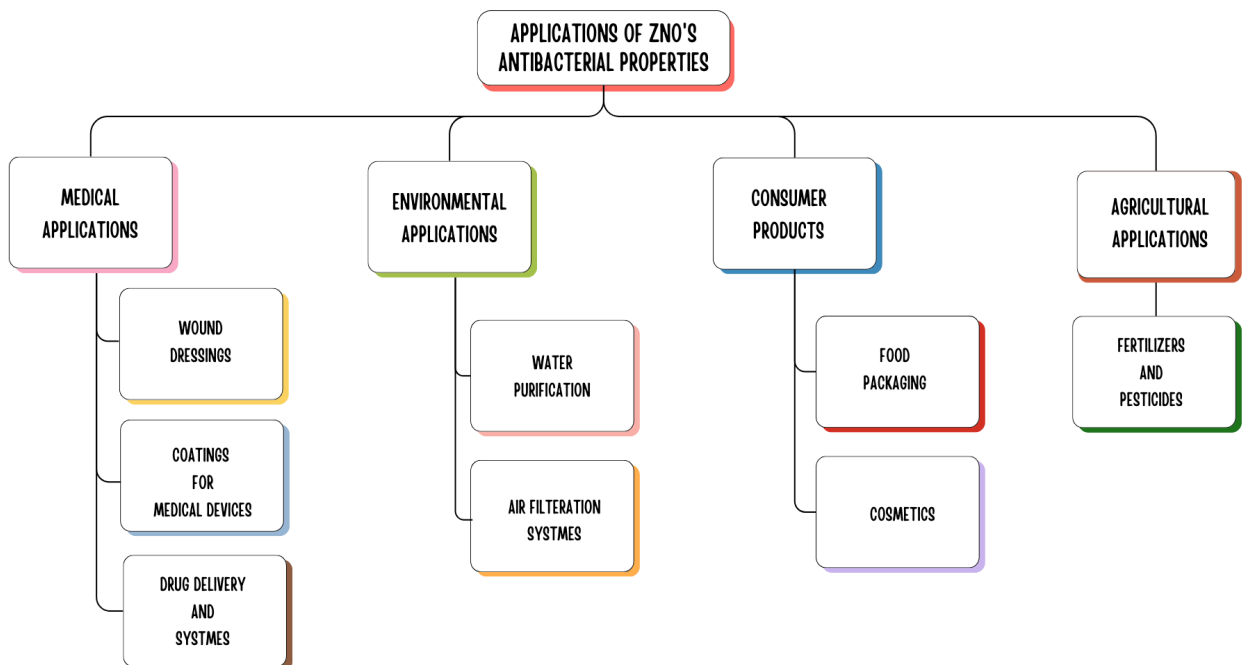 APPLICATIONS OF ZNO'S
ANTIBACTERIAL PROPERTIES
MEDICAL
APPLICATIONS
WOUND
DRESSINGS
COATINGS
FOR
MEDICAL DEVICES
DRUG DELIVERY
AND
SYSTMES
ENVIRONMENTAL
APPLICATIONS
WATER
PURIFICATION
AIR FILTERATION
SYSTMES
CONSUMER
PRODUCTS
FOOD
PACKAGING
COSMETICS
AGRICULTURAL
APPLICATIONS
FERTILIZERS
AND
PESTICIDES